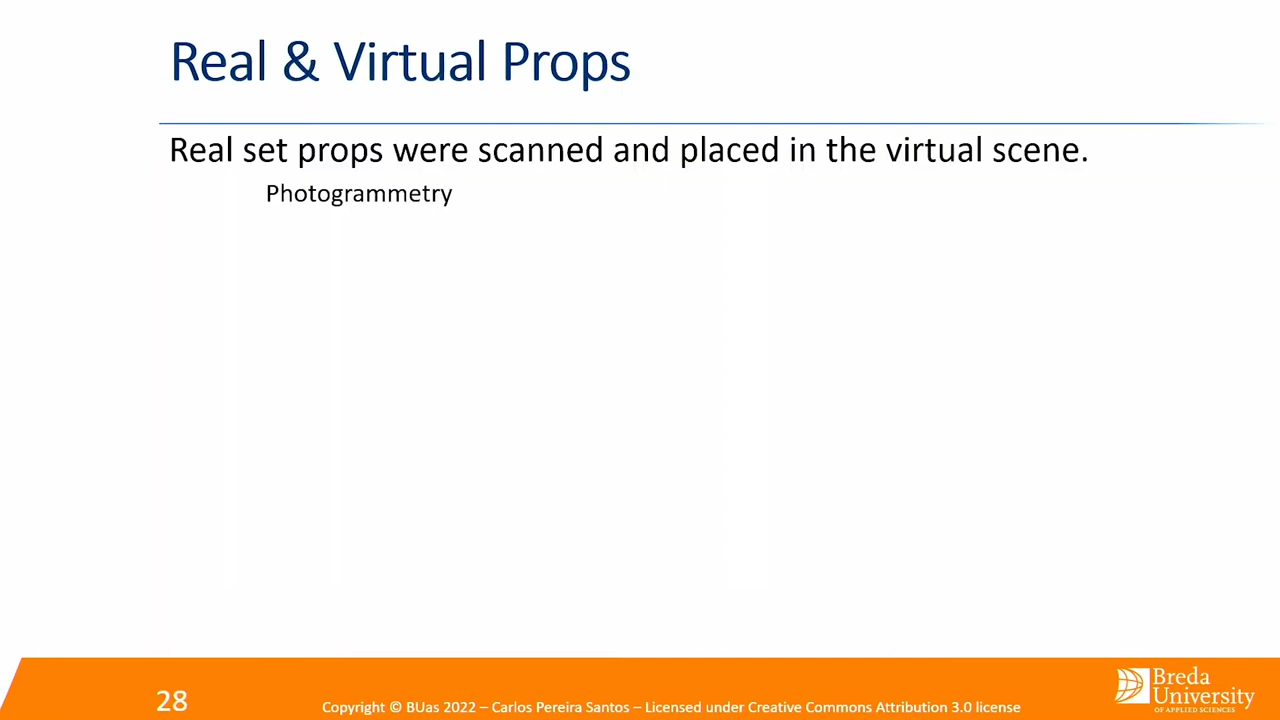 Real & Virtual Props
Real set props were scanned and placed in the virtual scene.
Photogrammetry
28
Copyright © BUas 2022 – Carlos Pereira Santos – Licensed under Creative Commons Attribution 3.0 license
Breda
University
OF APPLIED SCIENCES